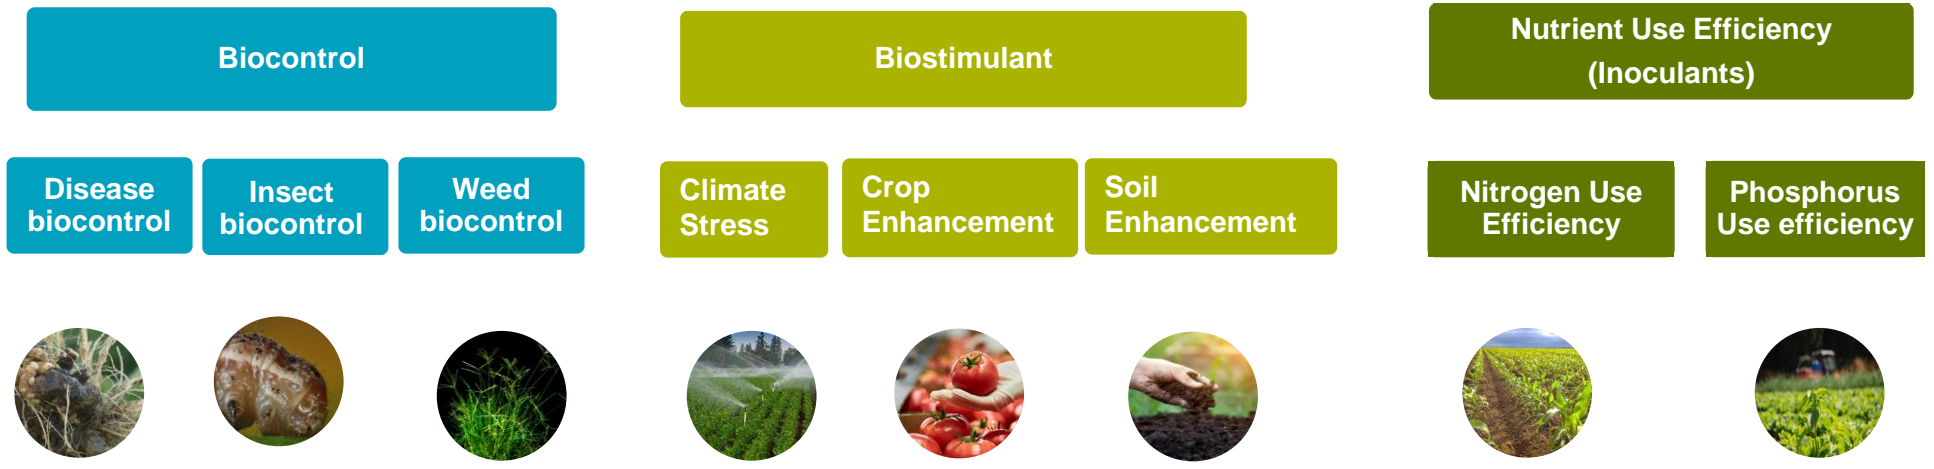 Biocontrol
Biostimulant
Nutrient Use Efficiency
(Inoculants)
Disease
biocontrol
Insect
biocontrol
Weed
biocontrol
Climate
Stress
Crop
Enhancement
Soil
Enhancement
Nitrogen Use
Efficiency
Phosphorus
Use efficiency